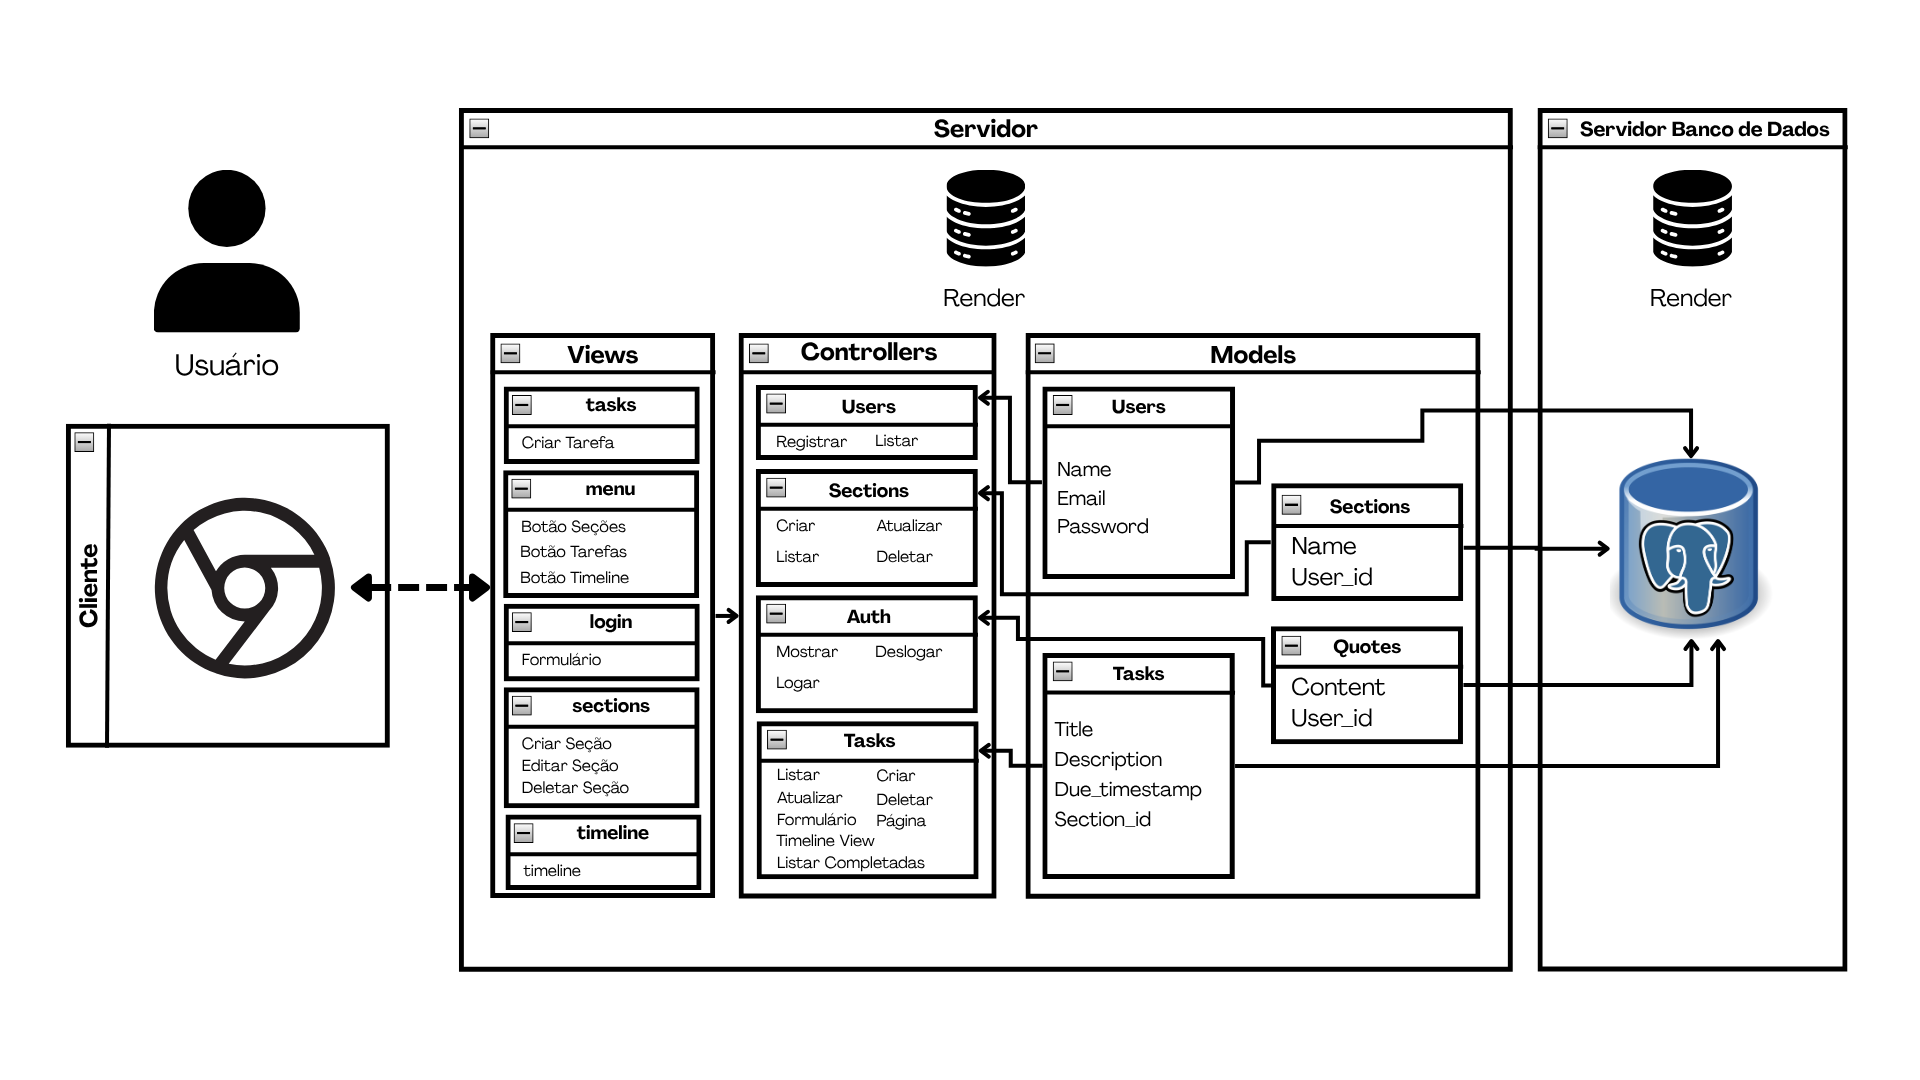 Usuário
Cliente
Servidor
Render
Views
tasks
Criar Tarefa
menu
Botão Seções
Botão Tarefas
Botão Timeline
login
Formulário
sections
Criar Seção
Editar Seção
Deletar Seção
timeline
timeline
Controllers
Users
Registrar Listar
Sections
Criar Atualizar
Listar Deletar
Auth
Mostrar Deslogar
Logar
Tasks
Listar Criar
Atualizar Deletar
Formulário Página
Timeline View
Listar Completadas
Models
Users
Name
Email
Password
Sections
Name
User_id
Quotes
Content
User_id
Tasks
Title
Description
Due_timestamp
Section_id
Servidor Banco de Dados
Render